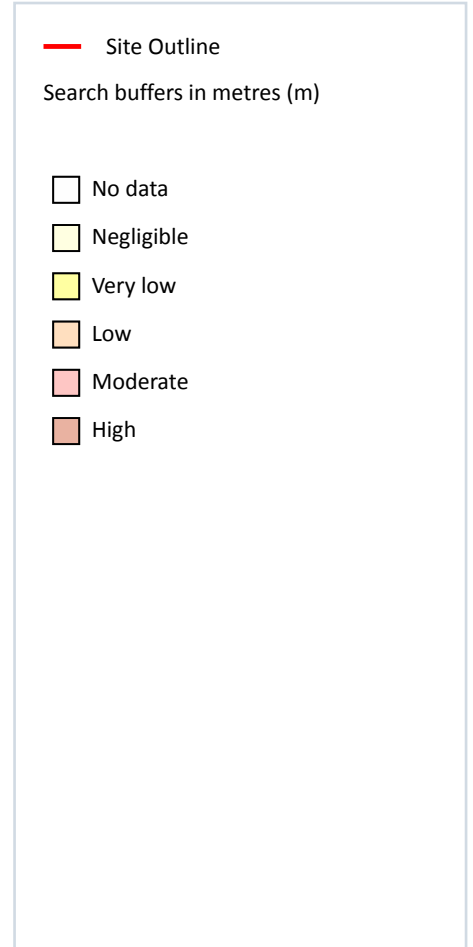 Site Outline
Search buffers in metres (m)
No data
Negligible
Very low
Low
Moderate
High